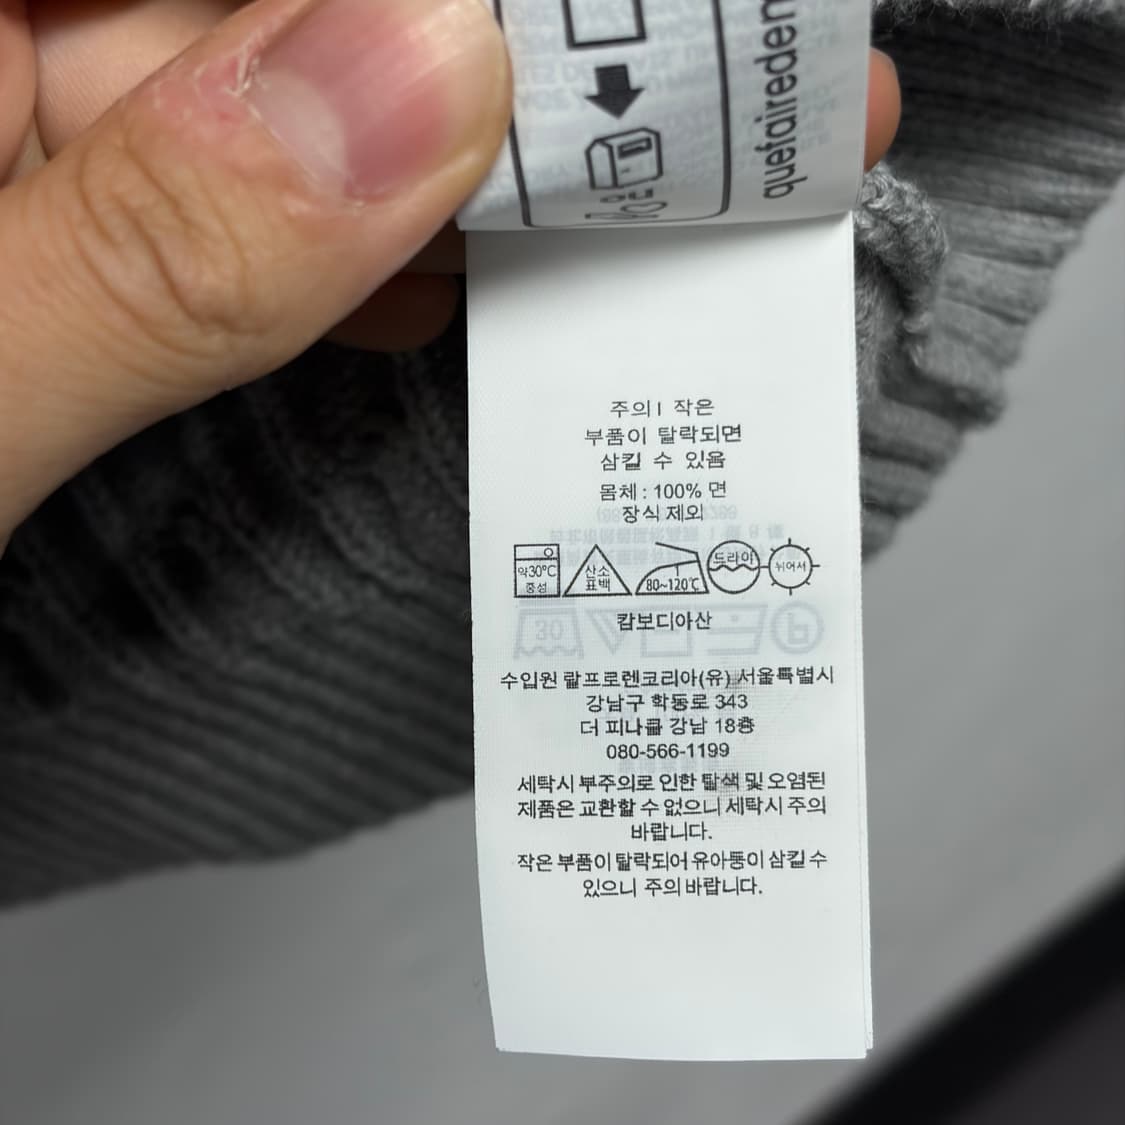 quefairedem
주의! 작은
부품이 탈락되면
삼킬 수 있음
몸체 : 100% 면
장식 제외
약30℃
중성
산소
표백
80~120℃
드라이
뉘어서
캄보디아산
수입원 랄프로렌코리아(유) 서울특별시
강남구 학동로 343
더 피나클 강남 18층
080-566-1199
세탁시 부주의로 인한 탈색 및 오염된
제품은 교환할 수 없으니 세탁시 주의
바랍니다.
작은 부품이 탈락되어 유아동이 삼킬 수
있으니 주의 바랍니다.
30
P